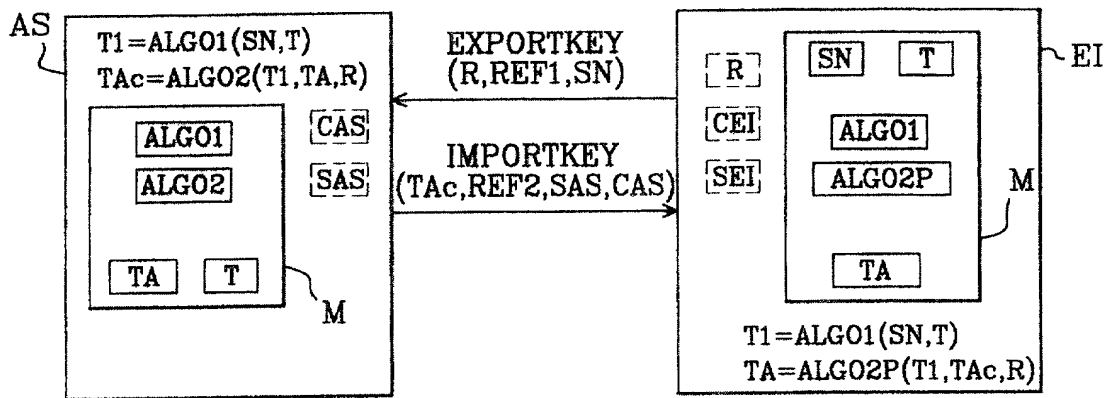 AS
T1=ALGO1(SN,T)
TAc=ALGO2(T1,TA,R)
ALGO1
ALGO2
CAS
SAS
TA
T
M
EXPORTKEY
(R,REF1,SN)
IMPORTKEY
(TAc,REF2,SAS,CAS)
EI
R
CEI
SEI
SN
T
ALGO1
ALGO2P
TA
M
T1=ALGO1(SN,T)
TA=ALGO2P(T1,TAc,R)